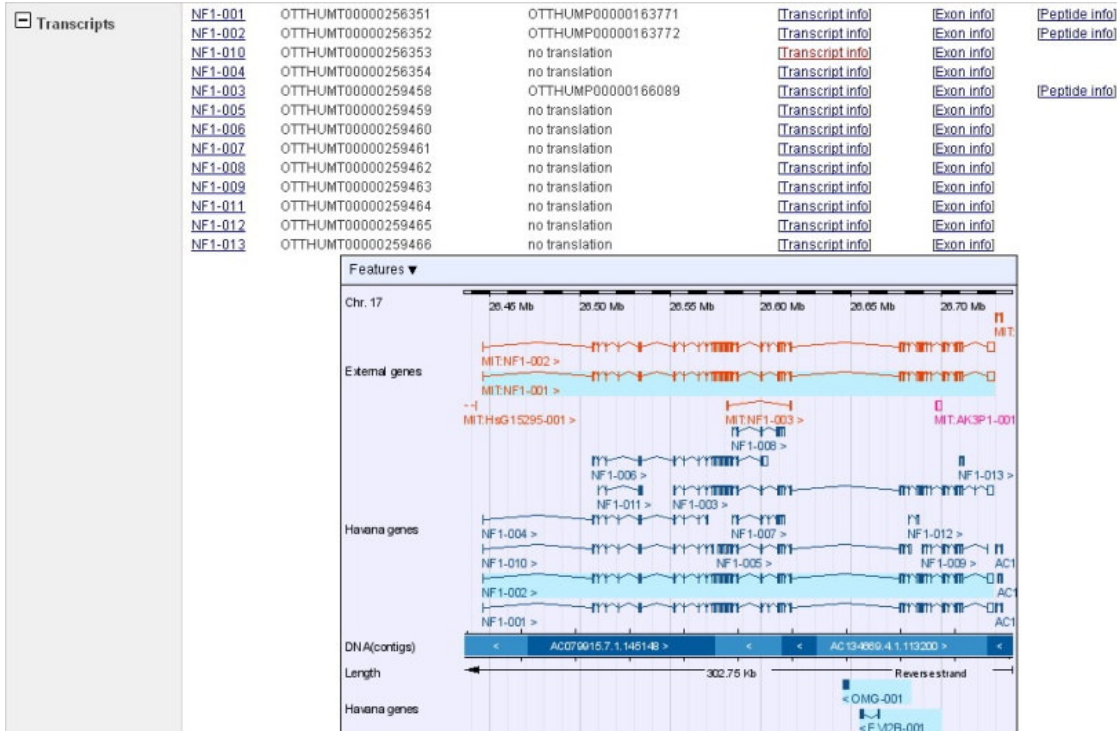 Transcripts
NF1-001 OTTHUMT00000256351 OTTHUMP00000163771 [Transcript info] [Exon info] [Peptide info]
NF1-002 OTTHUMT00000256352 OTTHUMP00000163772 [Transcript info] [Exon info] [Peptide info]
NF1-010 OTTHUMT00000256353 no translation [Transcript info] [Exon info]
NF1-004 OTTHUMT00000256354 no translation [Transcript info] [Exon info]
NF1-003 OTTHUMT00000259458 OTTHUMP00000166089 [Transcript info] [Exon info] [Peptide info]
NF1-005 OTTHUMT00000259459 no translation [Transcript info] [Exon info]
NF1-006 OTTHUMT00000259460 no translation [Transcript info] [Exon info]
NF1-007 OTTHUMT00000259461 no translation [Transcript info] [Exon info]
NF1-008 OTTHUMT00000259462 no translation [Transcript info] [Exon info]
NF1-009 OTTHUMT00000259463 no translation [Transcript info] [Exon info]
NF1-011 OTTHUMT00000259464 no translation [Transcript info] [Exon info]
NF1-012 OTTHUMT00000259465 no translation [Transcript info] [Exon info]
NF1-013 OTTHUMT00000259466 no translation [Transcript info] [Exon info]
Features ▼
Chr. 17 26.45 Mb 26.50 Mb 26.55 Mb 26.60 Mb 26.65 Mb 26.70 Mb
MIT:
MIT:NF1-002 >
External genes
MIT:NF1-001 >
MIT:HsG15295-001 > MIT:NF1-003 > MIT:AK3P1-001
NF1-008 >
NF1-006 > NF1-013 >
NF1-011 > NF1-003 >
Havana genes
NF1-004 > NF1-007 > NF1-012 >
NF1-010 > NF1-005 > NF1-009 > AC1
NF1-002 > AC1
NF1-001 > AC1
DNA(contigs) < AC079915.7.1.145148 > < < AC134669.4.1.113200 > <
Length 302.75 Kb Reverse strand
< OMG-001
Havana genes
< EVI2B-001